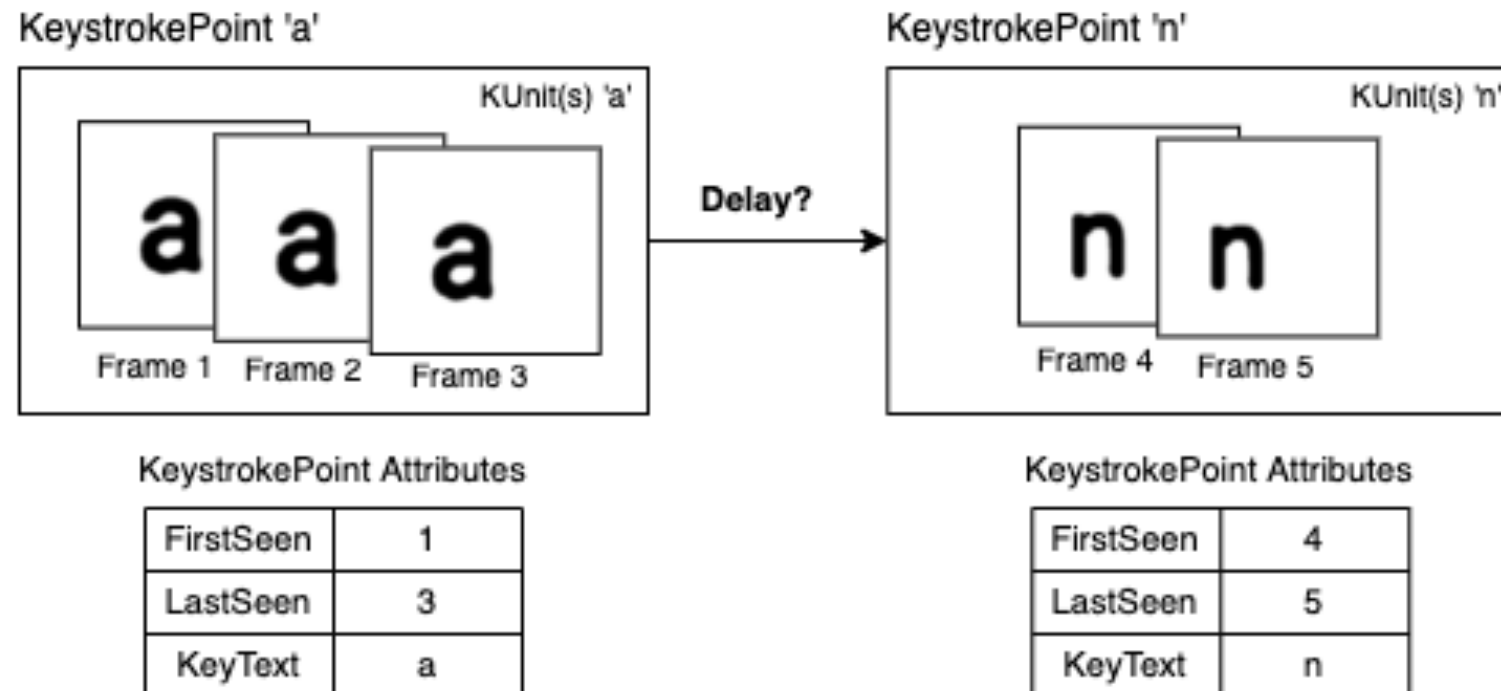 KeystrokePoint 'a'
KUnit(s) 'a'
a a a
Frame 1 Frame 2 Frame 3
Delay?
KeystrokePoint 'n'
KUnit(s) 'n'
n n
Frame 4 Frame 5
KeystrokePoint Attributes
FirstSeen 1
LastSeen 3
KeyText a
KeystrokePoint Attributes
FirstSeen 4
LastSeen 5
KeyText n